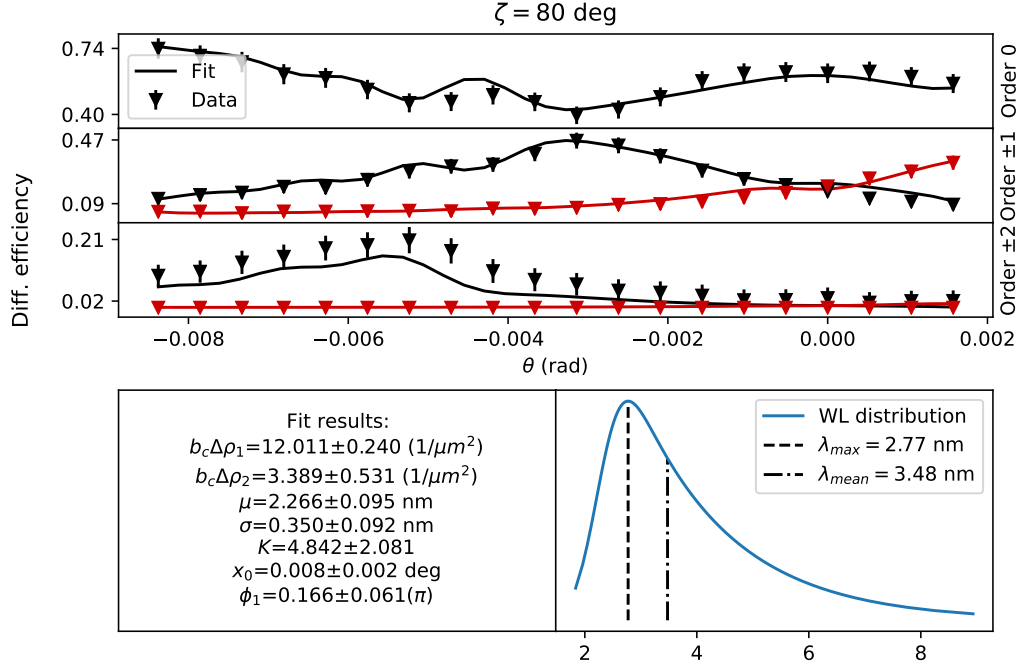 ζ = 80 deg
0.74
0.40
Fit
Data
Order 0
0.47
0.09
Order ±1
0.21
0.02
Order ±2
Diff. efficiency
−0.008
−0.006
−0.004
−0.002
0.000
0.002
θ (rad)
Fit results:
b_cΔρ_1=12.011±0.240 (1/μm^2)
b_cΔρ_2=3.389±0.531 (1/μm^2)
μ=2.266±0.095 nm
σ=0.350±0.092 nm
K=4.842±2.081
x_0=0.008±0.002 deg
ϕ_1=0.166±0.061(π)
WL distribution
λ_max = 2.77 nm
λ_mean = 3.48 nm
2
4
6
8